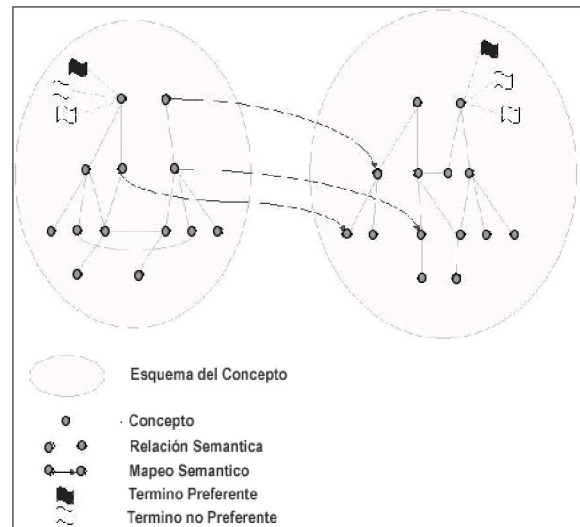 Esquema del Concepto
Concepto
Relación Semantica
Mapeo Semantico
Termino Preferente
Termino no Preferente